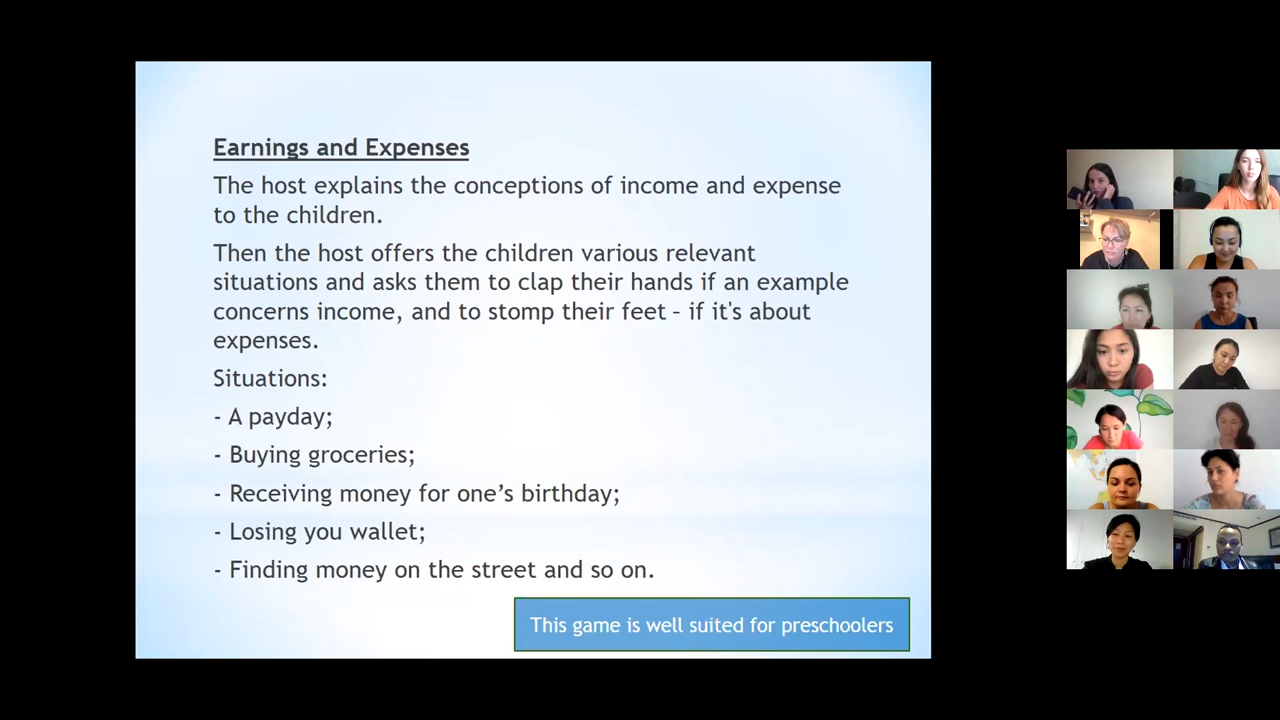 Earnings and Expenses
The host explains the conceptions of income and expense
to the children.
Then the host offers the children various relevant
situations and asks them to clap their hands if an example
concerns income, and to stomp their feet – if it's about
expenses.
Situations:
- A payday;
- Buying groceries;
- Receiving money for one’s birthday;
- Losing you wallet;
- Finding money on the street and so on.
This game is well suited for preschoolers